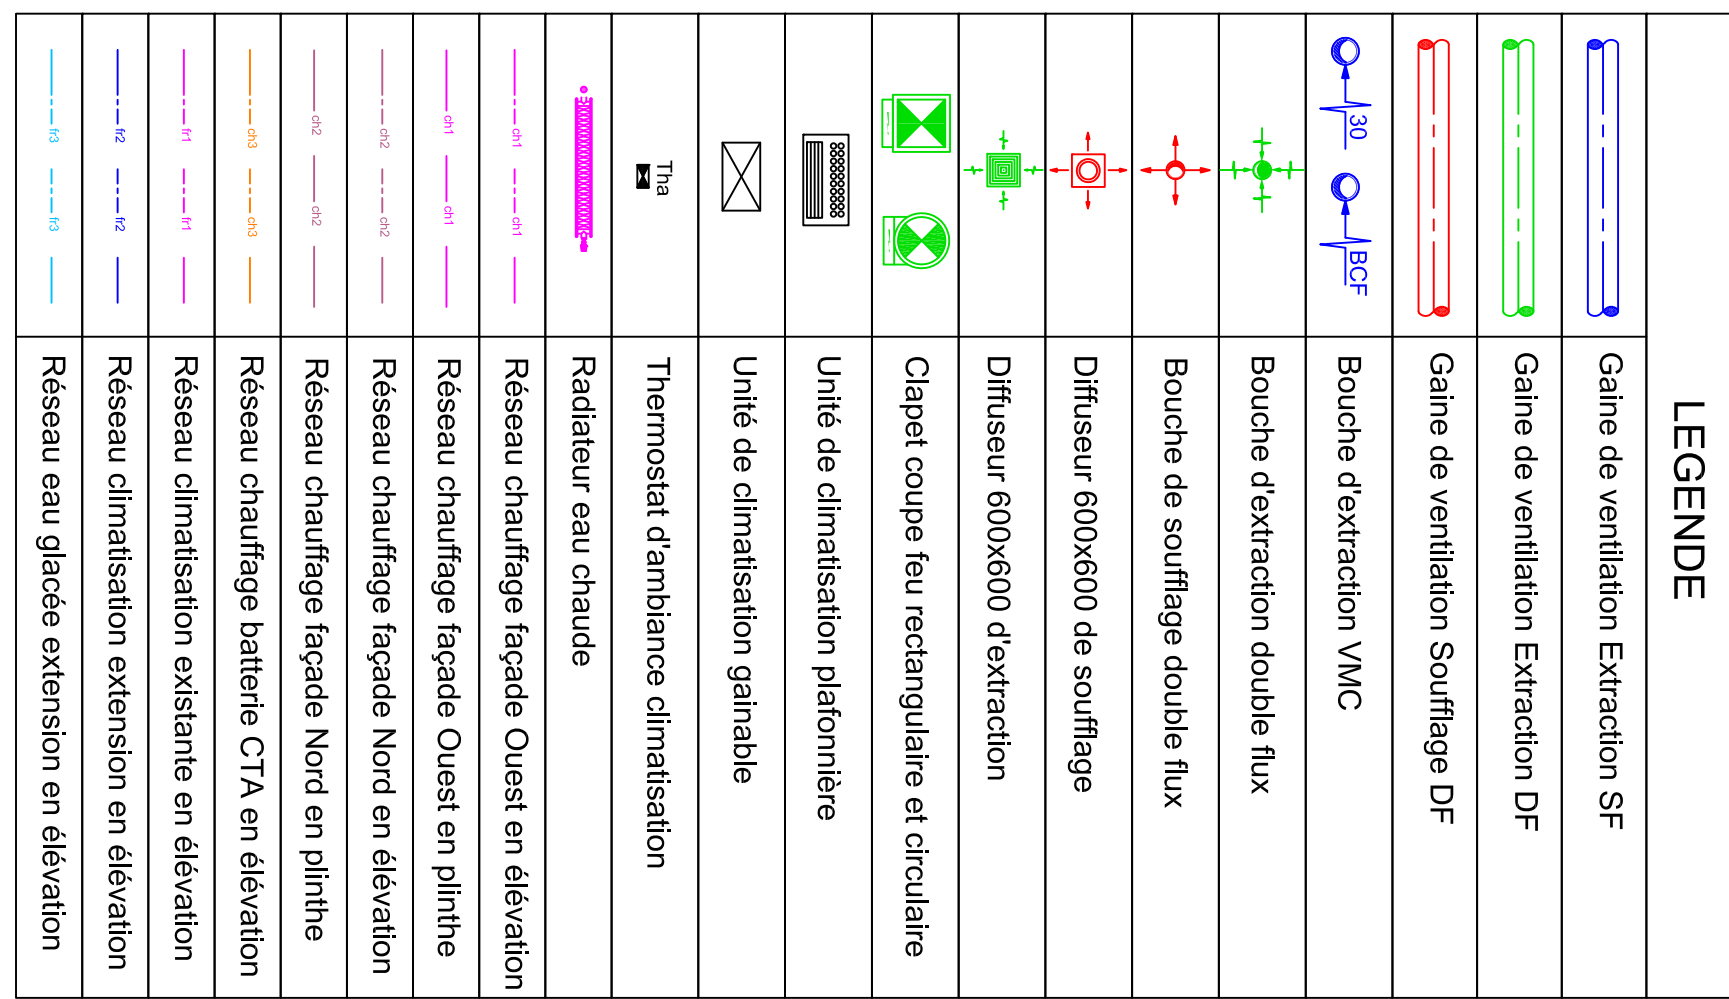 LEGENDE
Gaine de ventilation Extraction SF
Gaine de ventilation Extraction DF
Gaine de ventilation Soufflage DF
30 BCF Bouche d'extraction VMC
Bouche d'extraction double flux
Bouche de soufflage double flux
Diffuseur 600x600 de soufflage
Diffuseur 600x600 d'extraction
Clapet coupe feu rectangulaire et circulaire
Unité de climatisation plafonnière
Unité de climatisation gainable
Tha Thermostat d'ambiance climatisation
Radiateur eau chaude
ch1 ch1 Réseau chauffage façade Ouest en élévation
ch1 ch1 Réseau chauffage façade Ouest en plinthe
ch2 ch2 Réseau chauffage façade Nord en élévation
ch2 ch2 Réseau chauffage façade Nord en plinthe
ch3 ch3 Réseau chauffage batterie CTA en élévation
fr1 fr1 Réseau climatisation existante en élévation
fr2 fr2 Réseau climatisation extension en élévation
fr3 fr3 Réseau eau glacée extension en élévation